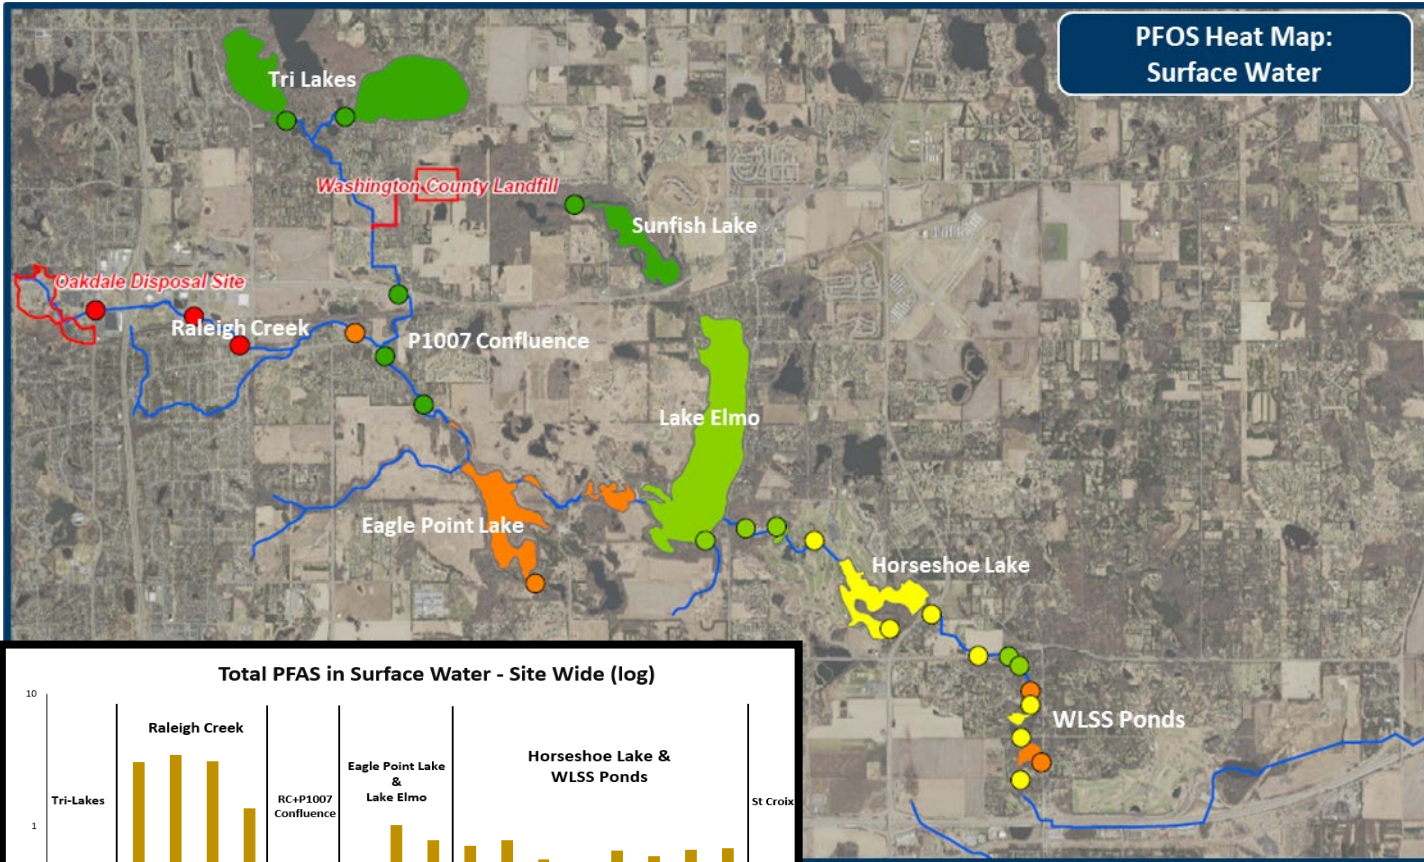 PFOS Heat Map:
Surface Water
Tri Lakes
Washington County Landfill
Sunfish Lake
Oakdale Disposal Site
Raleigh Creek
P1007 Confluence
Lake Elmo
Eagle Point Lake
Horseshoe Lake
WLSS Ponds
Total PFAS in Surface Water - Site Wide (log)
10
Raleigh Creek
Horseshoe Lake &
WLSS Ponds
Eagle Point Lake
&
Lake Elmo
Tri-Lakes
RC+P1007
Confluence
St Croix
1